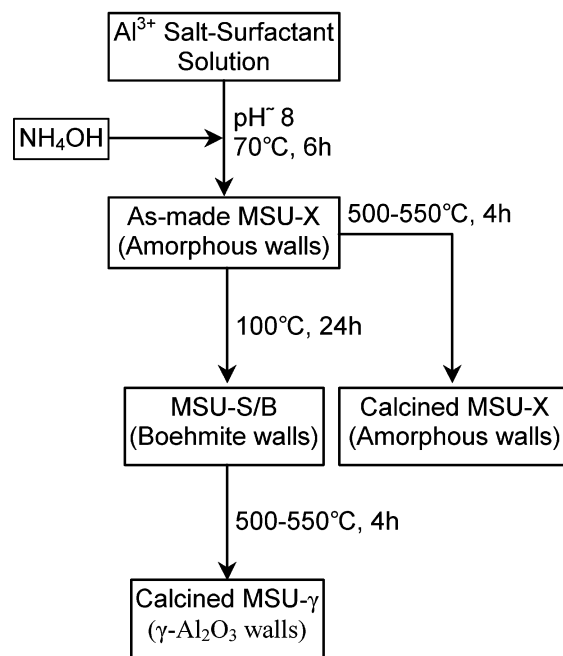 Al³⁺ Salt-Surfactant
Solution
NH₄OH
pH˜ 8
70℃, 6h
As-made MSU-X
(Amorphous walls)
500-550℃, 4h
100℃, 24h
MSU-S/B
(Boehmite walls)
Calcined MSU-X
(Amorphous walls)
500-550℃, 4h
Calcined MSU-γ
(γ-Al₂O₃ walls)